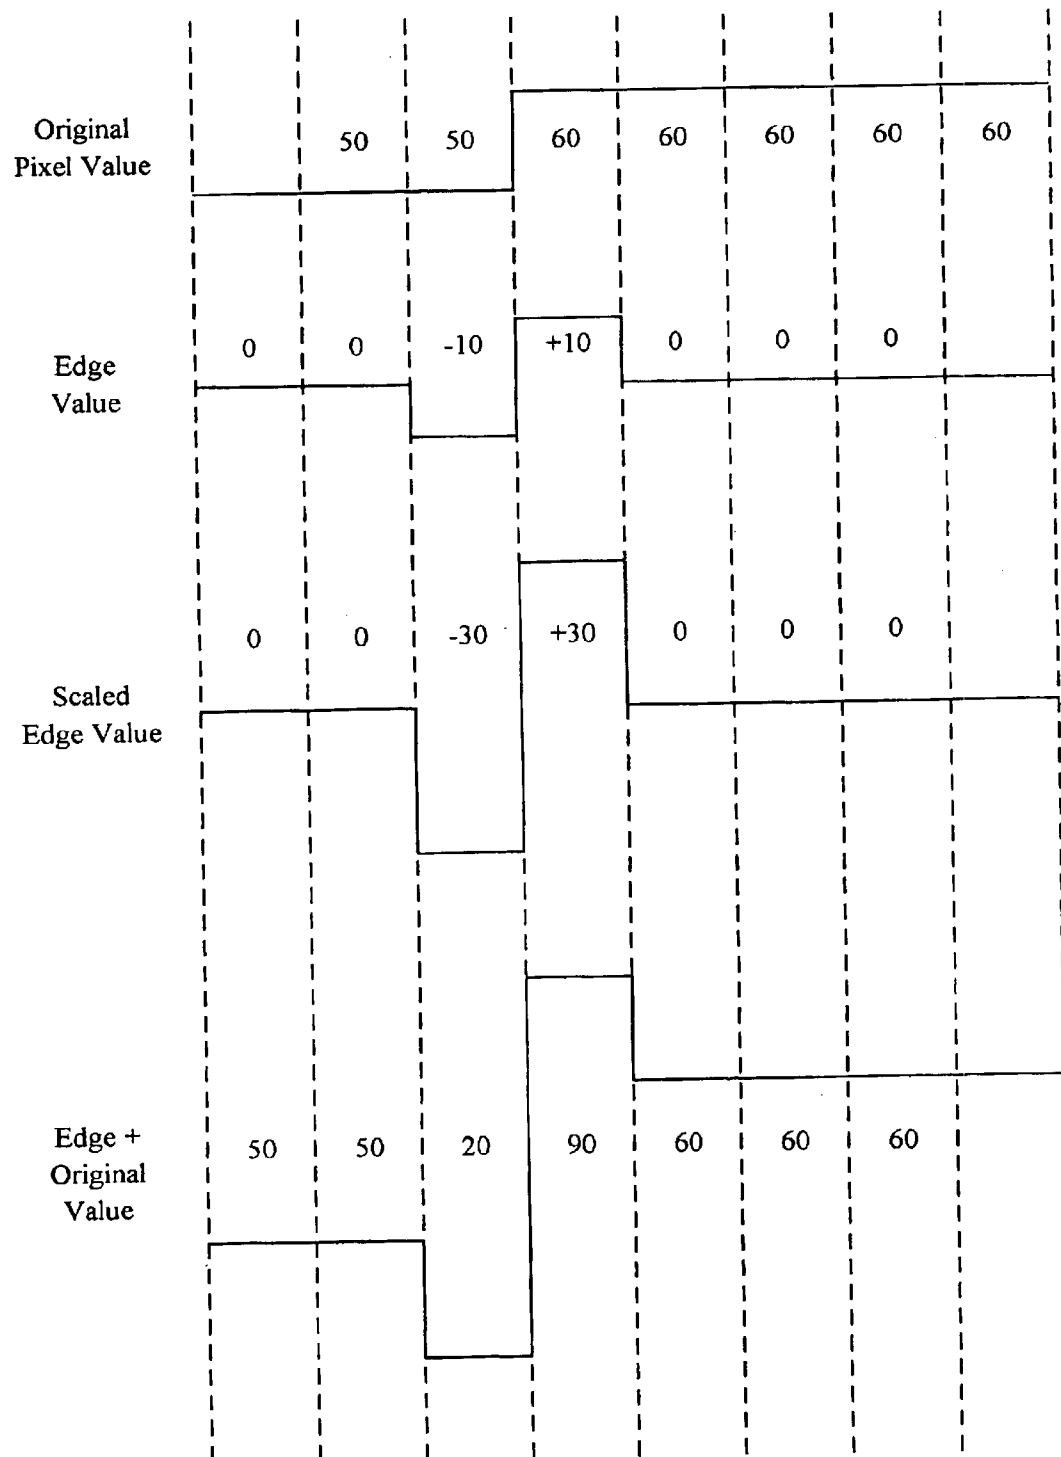 Original
Pixel Value
50 50 60 60 60 60 60
Edge
Value
0 0 -10 +10 0 0 0
Scaled
Edge Value
0 0 -30 +30 0 0 0
Edge +
Original
Value
50 50 20 90 60 60 60